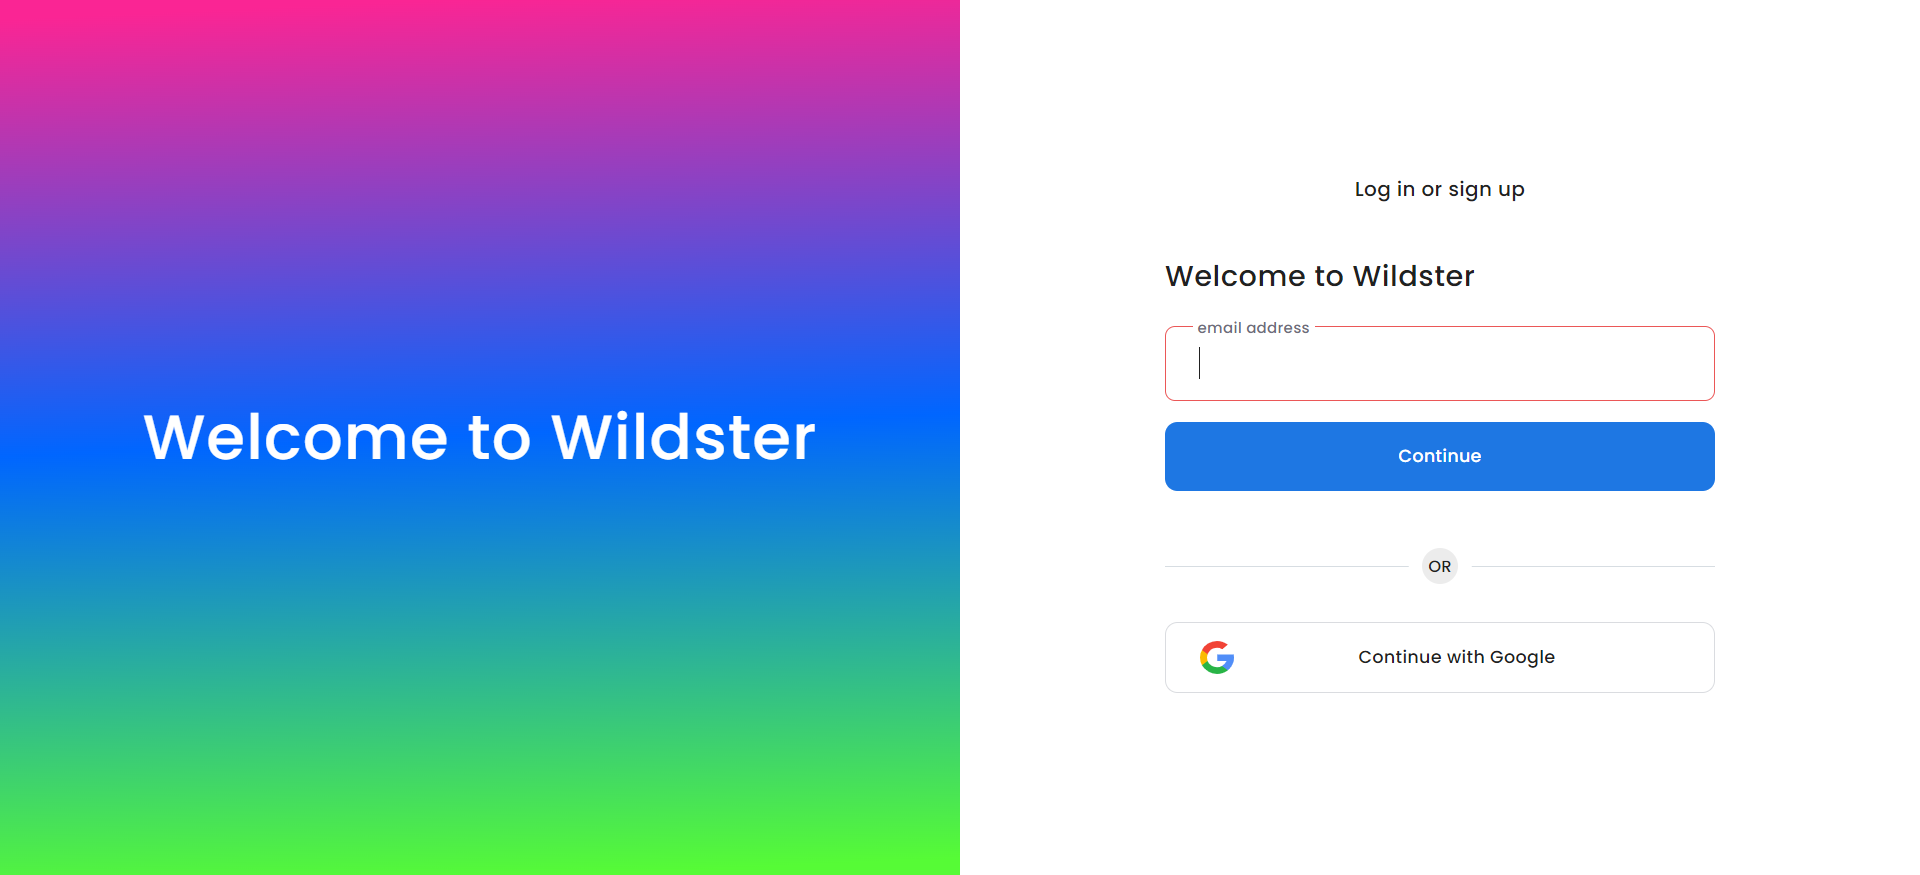 Welcome to Wildster
Log in or sign up
Welcome to Wildster
email address
Continue
OR
Continue with Google